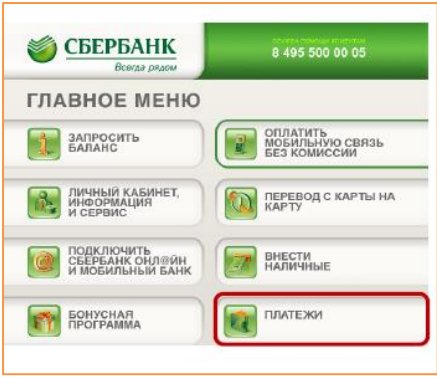 СБЕРБАНК
Всегда рядом
8 495 500 00 05
ГЛАВНОЕ МЕНЮ
ЗАПРОСИТЬ
БАЛАНС
ОПЛАТИТЬ
МОБИЛЬНУЮ СВЯЗЬ
БЕЗ КОМИССИИ
ЛИЧНЫЙ КАБИНЕТ,
ИНФОРМАЦИЯ
И СЕРВИС
ПЕРЕВОД С КАРТЫ НА
КАРТУ
ПОДКЛЮЧИТЬ
СБЕРБАНК ОНЛ@ЙН
И МОБИЛЬНЫЙ БАНК
ВНЕСТИ
НАЛИЧНЫЕ
БОНУСНАЯ
ПРОГРАММА
ПЛАТЕЖИ